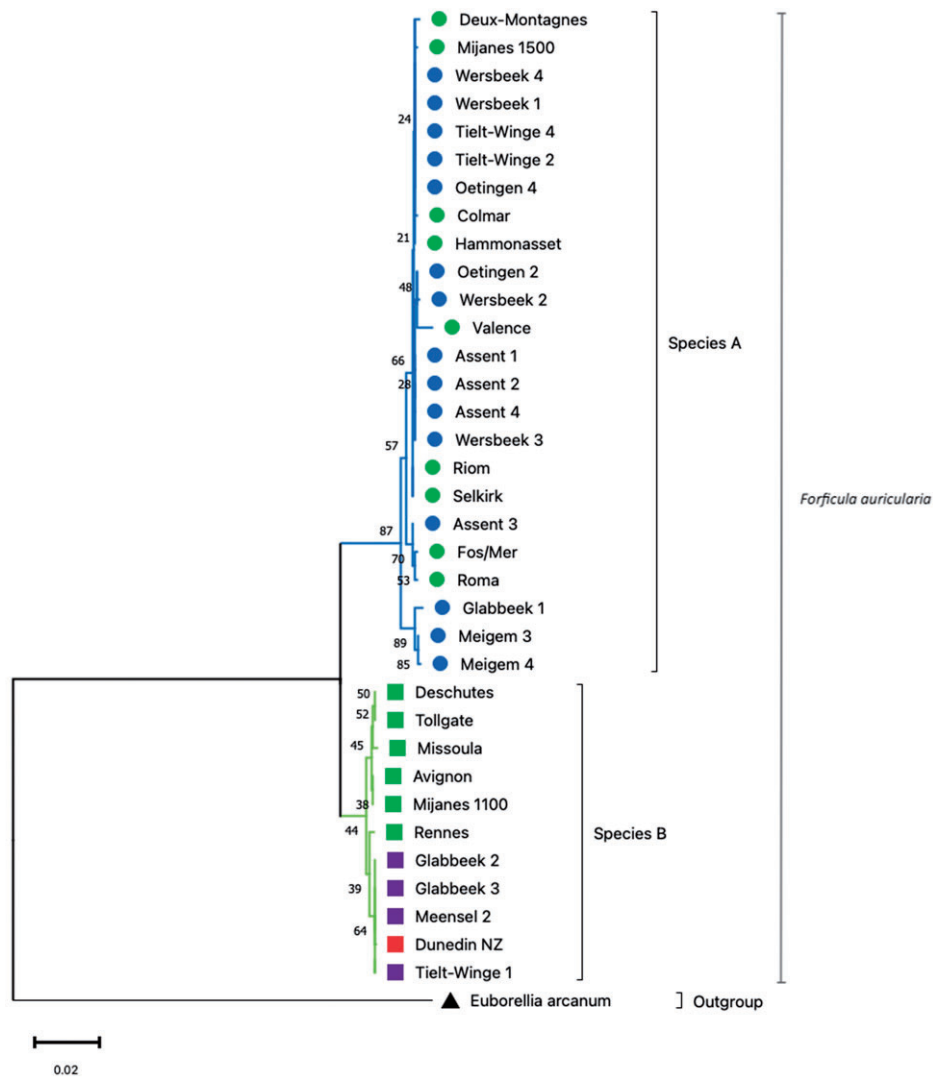 Deux-Montagnes
Mijanes 1500
Wersbeek 4
Wersbeek 1
24
Tielt-Winge 4
Tielt-Winge 2
Oetingen 4
Colmar
21
Hammonasset
Oetingen 2
48
Wersbeek 2
Valence
Species A
66
Assent 1
28
Assent 2
Assent 4
57
Wersbeek 3
Riom
Selkirk
Forficula auricularia
87
Assent 3
70
Fos/Mer
53
Roma
Glabbeek 1
89
Meigem 3
85
Meigem 4
50
Deschutes
52
Tollgate
45
Missoula
Avignon
38
Mijanes 1100
44
Rennes
Species B
Glabbeek 2
39
Glabbeek 3
Meensel 2
64
Dunedin NZ
Tielt-Winge 1
Euborellia arcanum
Outgroup
0.02